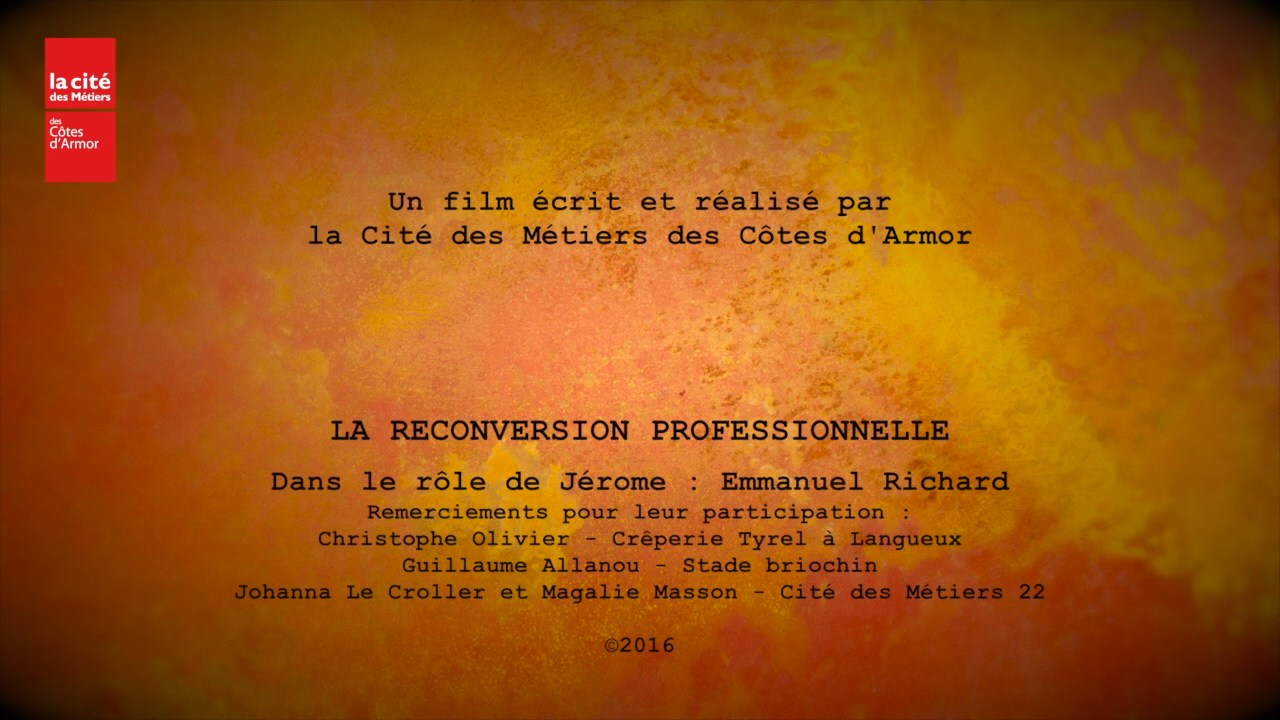 la cité
des Métiers
des
Côtes
d'Armor
Un film écrit et réalisé par
la Cité des Métiers des Côtes d'Armor
LA RECONVERSION PROFESSIONNELLE
Dans le rôle de Jérome : Emmanuel Richard
Remerciements pour leur participation :
Christophe Olivier - Crêperie Tyrel à Langueux
Guillaume Allanou - Stade briochin
Johanna Le Croller et Magalie Masson - Cité des Métiers 22
©2016